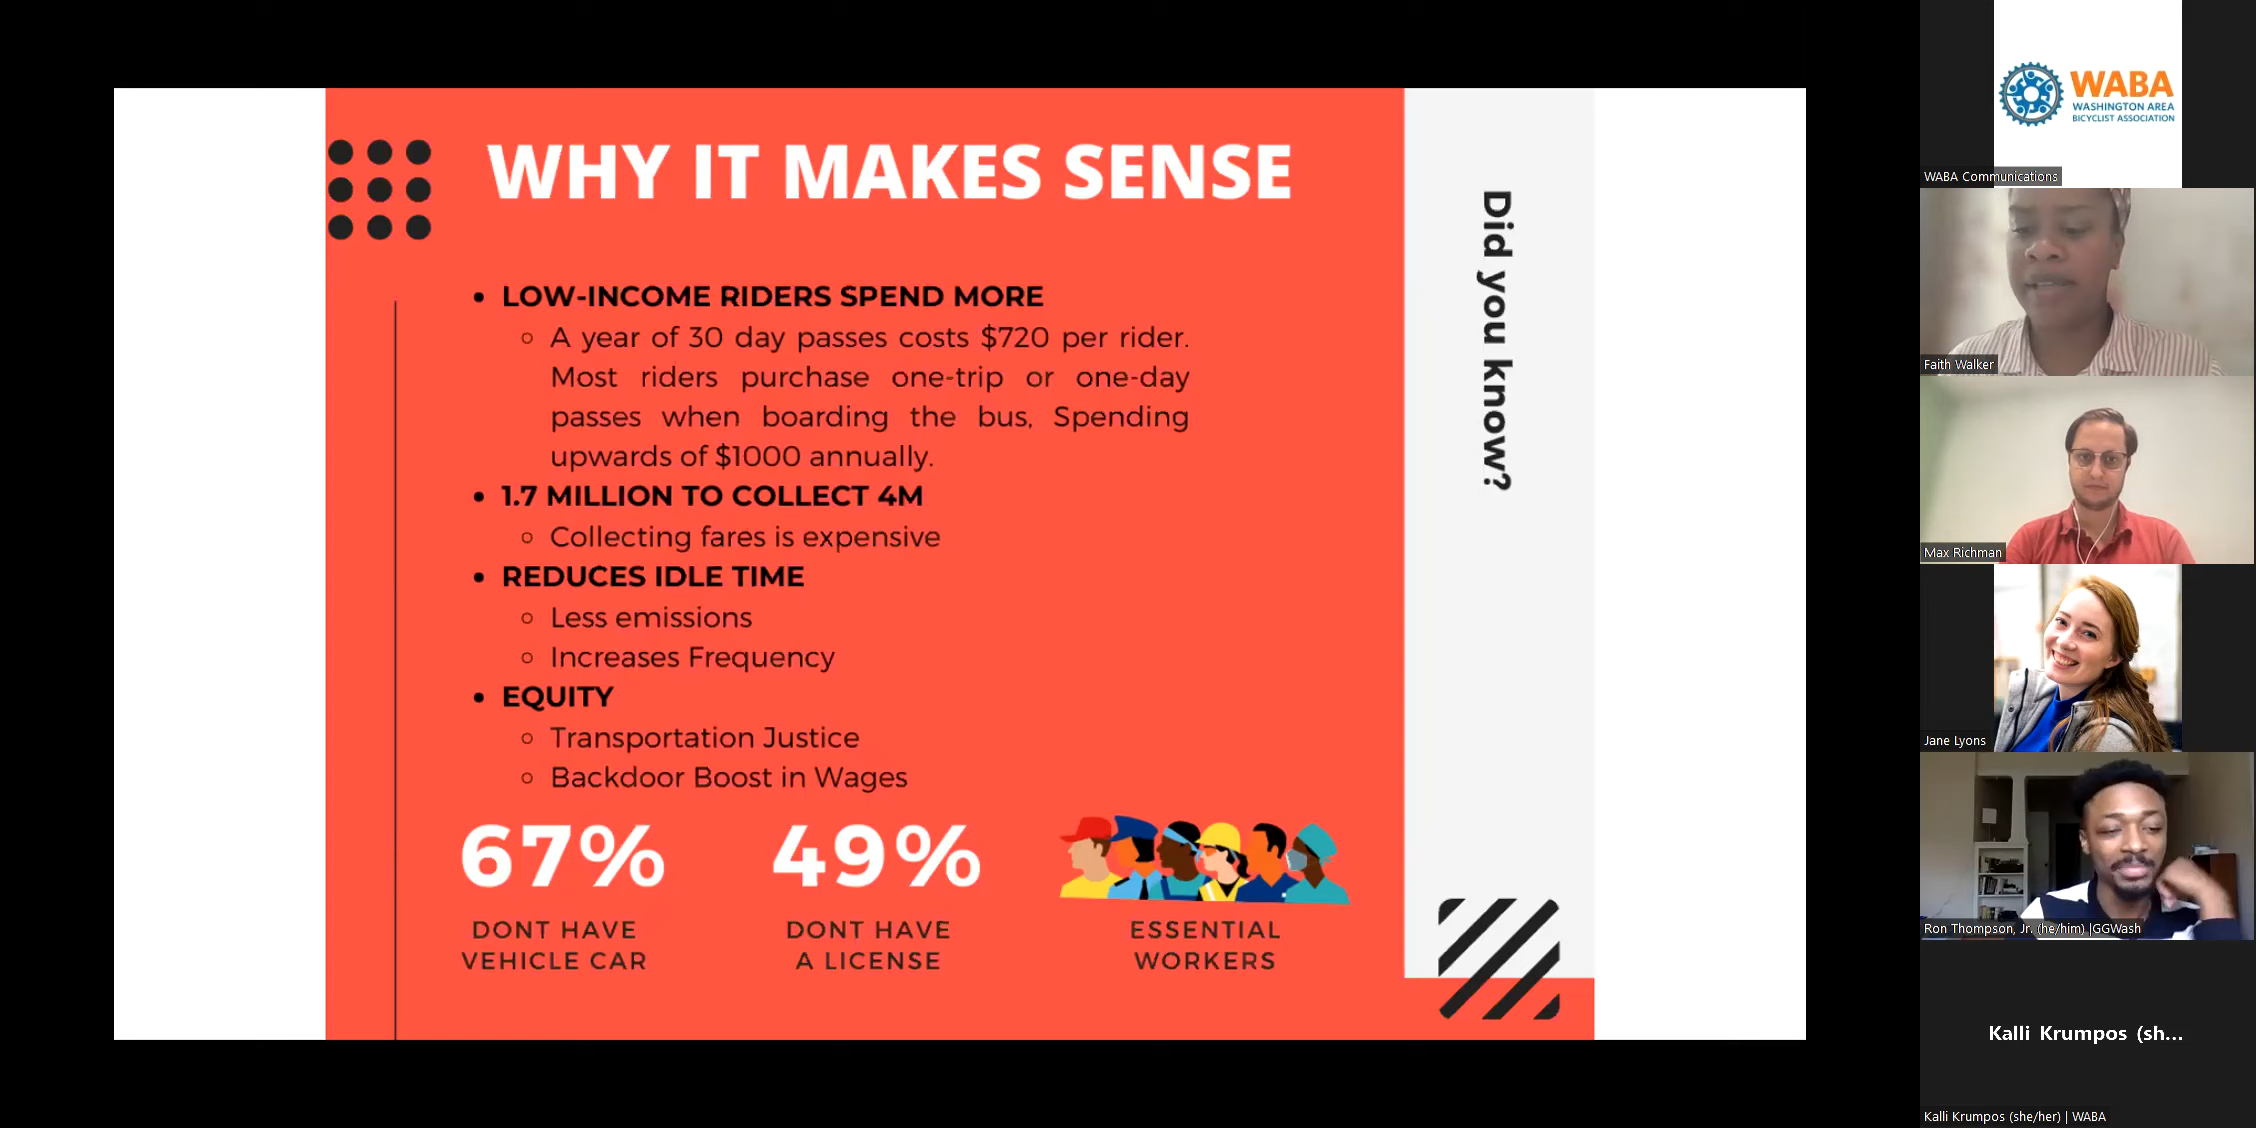 WHY IT MAKES SENSE
LOW-INCOME RIDERS SPEND MORE
A year of 30 day passes costs $720 per rider.
Most riders purchase one-trip or one-day
passes when boarding the bus, Spending
upwards of $1000 annually.
1.7 MILLION TO COLLECT 4M
Collecting fares is expensive
REDUCES IDLE TIME
Less emissions
Increases Frequency
EQUITY
Transportation Justice
Backdoor Boost in Wages
67%
DONT HAVE
VEHICLE CAR
49%
DONT HAVE
A LICENSE
ESSENTIAL
WORKERS
Did you know?
WABA
WASHINGTON AREA
BICYCLIST ASSOCIATION
WABA Communications
Faith Walker
Max Richman
Jane Lyons
Ron Thompson, Jr. (he/him) |GGWash
Kalli Krumpos (sh...
Kalli Krumpos (she/her) | WABA